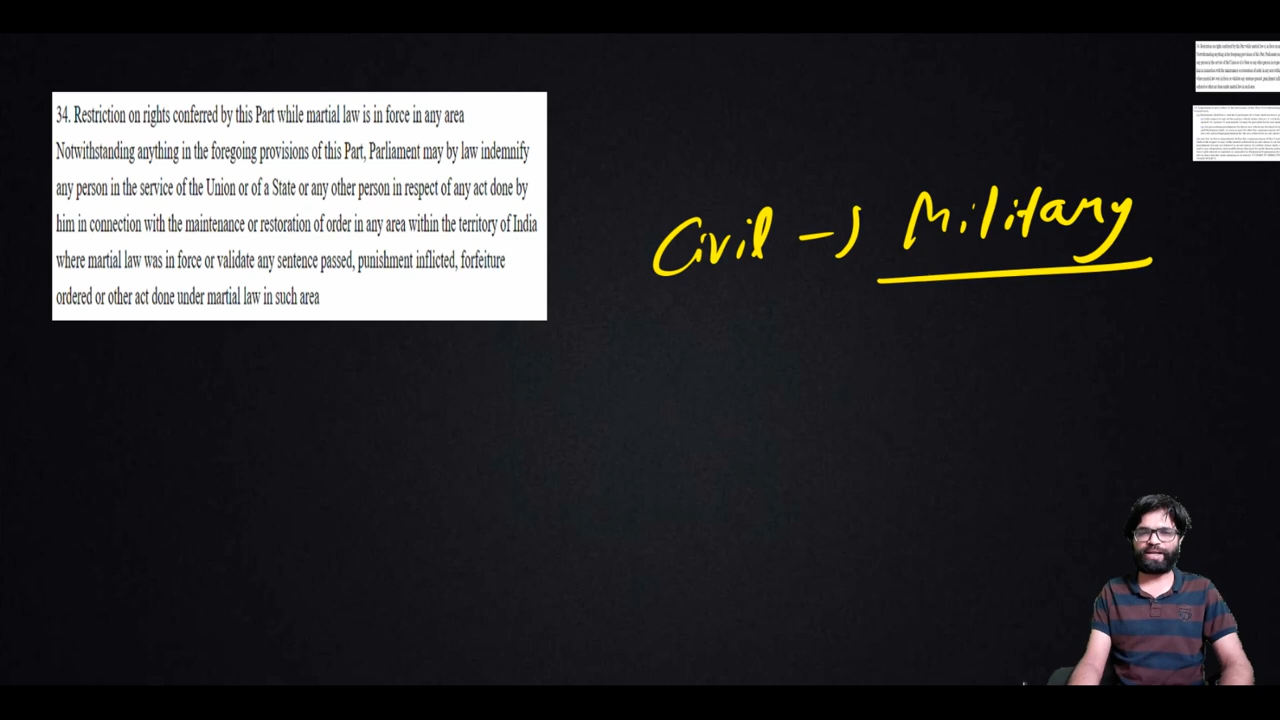 34. Restriction on rights conferred by this Part while martial law is in force in any area
Notwithstanding anything in the foregoing provisions of this Part, Parliament may by law indemnify
any person in the service of the Union or of a State or any other person in respect of any act done by
him in connection with the maintenance or restoration of order in any area within the territory of India
where martial law was in force or validate any sentence passed, punishment inflicted, forfeiture
ordered or other act done under martial law in such area
Civil → Military